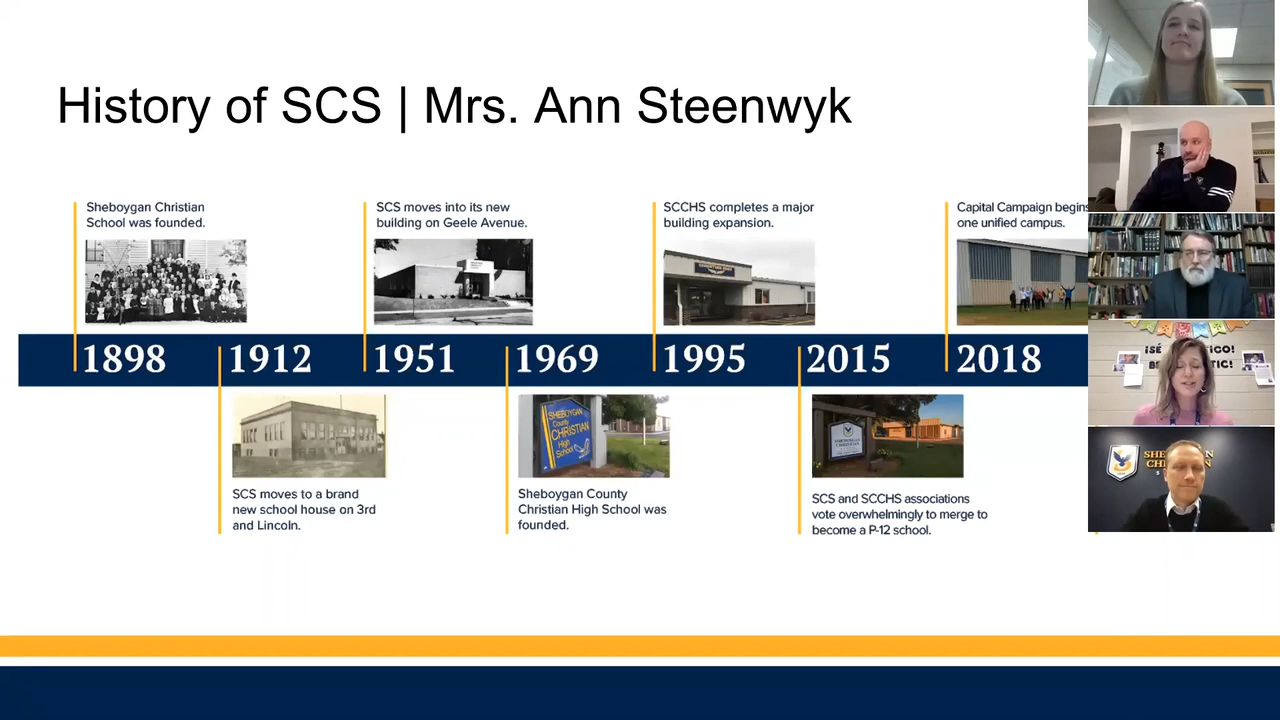 History of SCS | Mrs. Ann Steenwyk
Sheboygan Christian
School was founded.
SCS moves into its new
building on Geele Avenue.
SCCHS completes a major
building expansion.
Capital Campaign begins
one unified campus.
1898
1912
1951
1969
1995
2015
2018
SHEBOYGAN
County
CHRISTIAN
High
School
SCS moves to a brand
new school house on 3rd
and Lincoln.
Sheboygan County
Christian High School was
founded.
SCS and SCCHS associations
vote overwhelmingly to merge to
become a P-12 school.